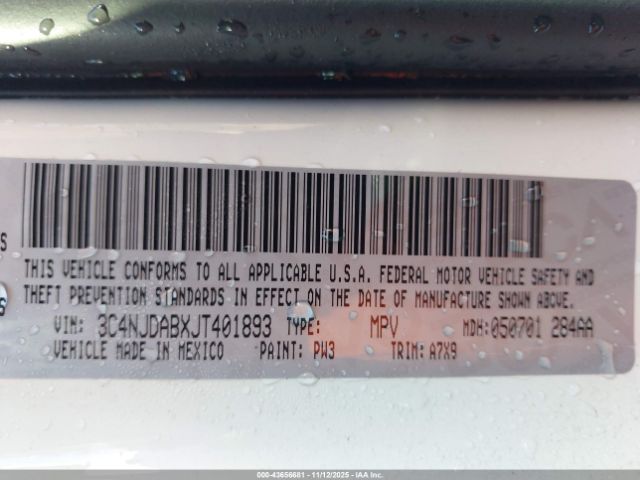 S
THIS VEHICLE CONFORMS TO ALL APPLICABLE U.S.A. FEDERAL MOTOR VEHICLE SAFETY AND
S
THEFT PREVENTION STANDARDS IN EFFECT ON THE DATE OF MANUFACTURE SHOWN ABOVE.
VIN: 3C4NJDABXJT401893 TYPE: MPV MDH:050701 284AA
VEHICLE MADE IN MEXICO PAINT: PW3 TRIM: A7X9
000-43656681 - 11/12/2025 - IAA Holdings, LLC.